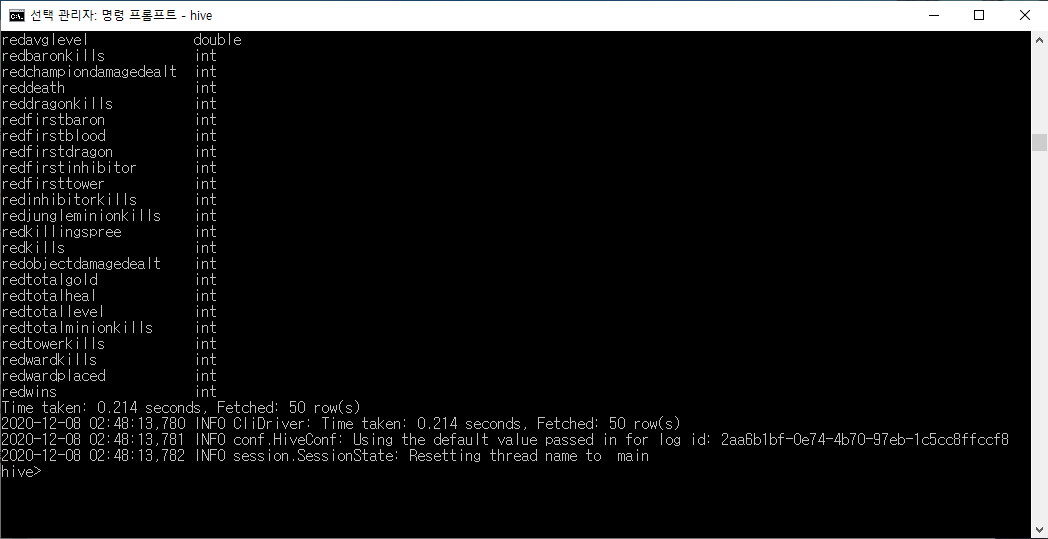 선택 관리자: 명령 프롬프트 - hive
redavglevel double
redbaronkills int
redchampiondamagedealt int
reddeath int
reddragonkills int
redfirstbaron int
redfirstblood int
redfirstdragon int
redfirstinhibitor int
redfirsttower int
redinhibitorkills int
redjungleminionkills int
redkillingspree int
redkills int
redobjectdamagedealt int
redtotalgold int
redtotalheal int
redtotallevel int
redtotalminionkills int
redtowerkills int
redwardkills int
redwardplaced int
redwins int
Time taken: 0.214 seconds, Fetched: 50 row(s)
2020-12-08 02:48:13,780 INFO CliDriver: Time taken: 0.214 seconds, Fetched: 50 row(s)
2020-12-08 02:48:13,781 INFO conf.HiveConf: Using the default value passed in for log id: 2aa6b1bf-0e74-4b70-97eb-1c5cc8ffccf8
2020-12-08 02:48:13,782 INFO session.SessionState: Resetting thread name to  main
hive>